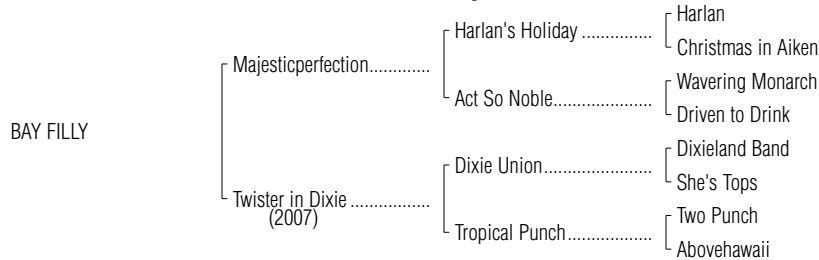 Harlan
Harlan's Holiday ...............
Christmas in Aiken
Majesticperfection.............
Wavering Monarch
Act So Noble.....................
Driven to Drink
BAY FILLY
Dixieland Band
Dixie Union.......................
She's Tops
Twister in Dixie .................
(2007)
Two Punch
Tropical Punch..................
Abovehawaii